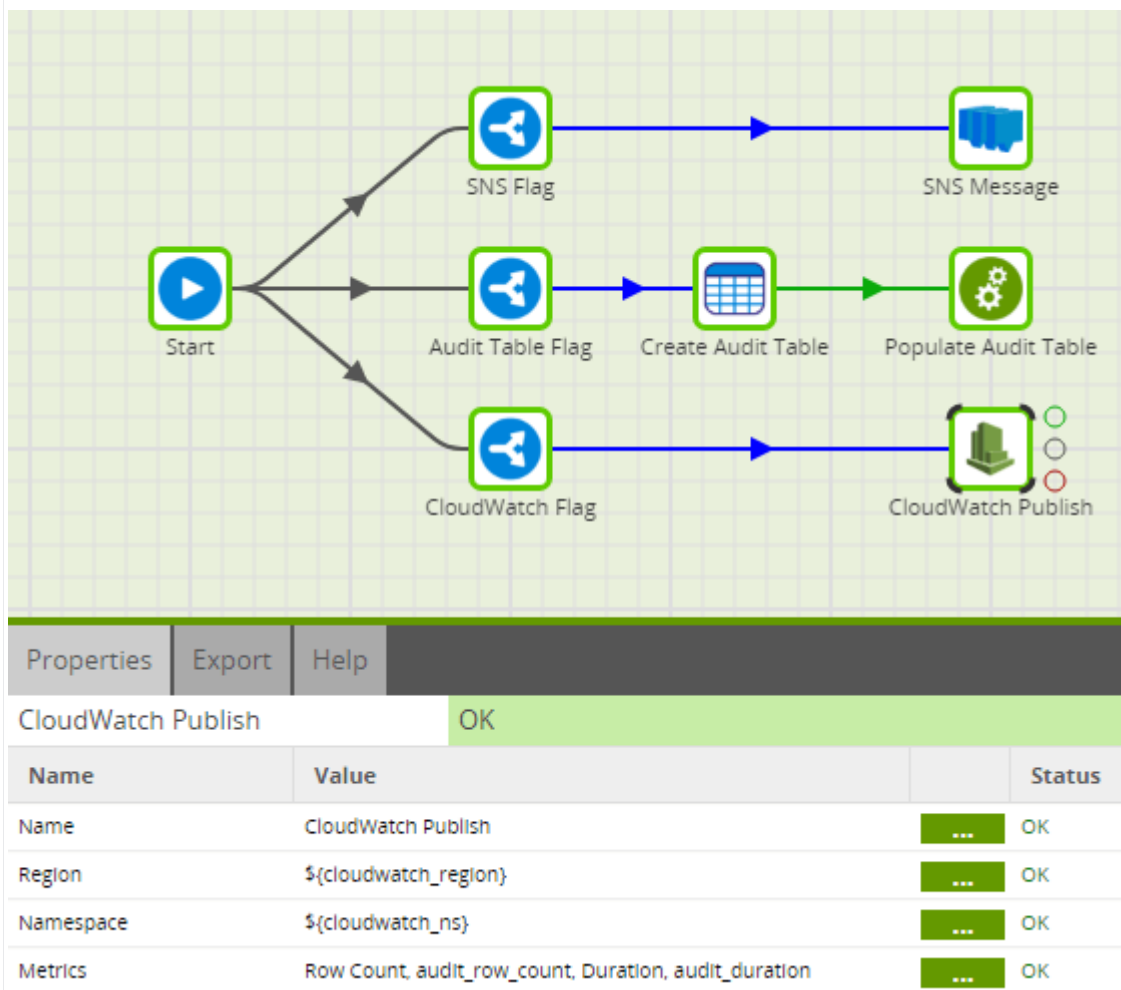 SNS Flag
SNS Message
Start
Audit Table Flag
Create Audit Table
Populate Audit Table
CloudWatch Flag
CloudWatch Publish
Properties Export Help
CloudWatch Publish OK
Name Value Status
Name CloudWatch Publish ... OK
Region ${cloudwatch_region} ... OK
Namespace ${cloudwatch_ns} ... OK
Metrics Row Count, audit_row_count, Duration, audit_duration ... OK